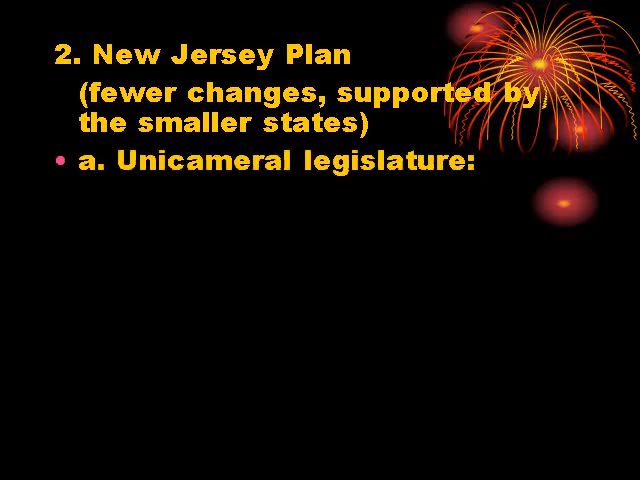 2. New Jersey Plan
(fewer changes, supported by
the smaller states)
• a. Unicameral legislature: